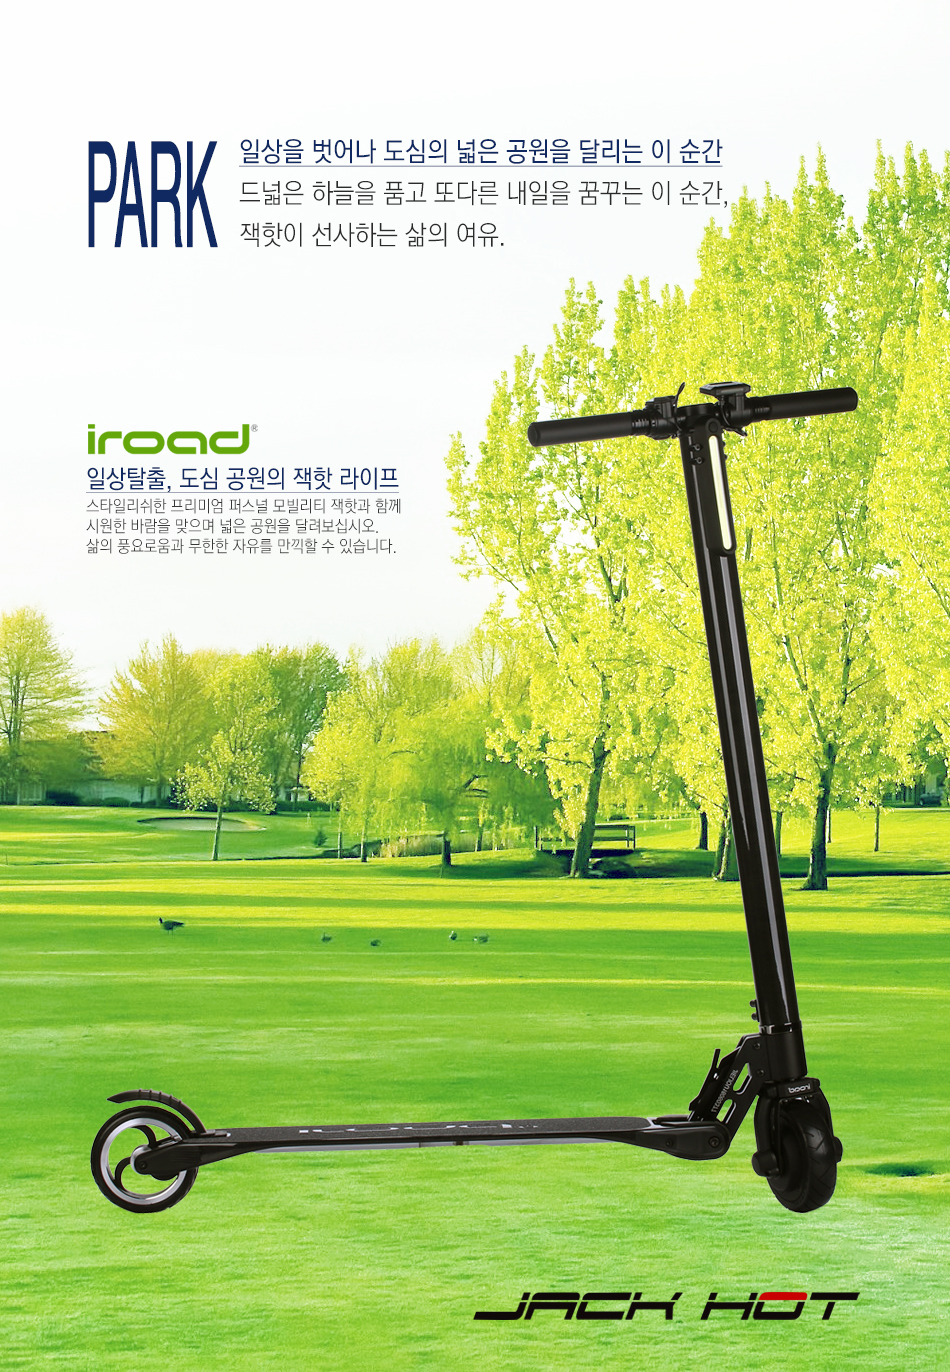 PARK
일상을 벗어나 도심의 넓은 공원을 달리는 이 순간
드넓은 하늘을 품고 또다른 내일을 꿈꾸는 이 순간,
잭핫이 선사하는 삶의 여유.
iroad®
일상탈출, 도심 공원의 잭핫 라이프
스타일리쉬한 프리미엄 퍼스널 모빌리티 잭핫과 함께
시원한 바람을 맞으며 넓은 공원을 달려보십시오.
삶의 풍요로움과 무한한 자유를 만끽할 수 있습니다.
JACK HOT